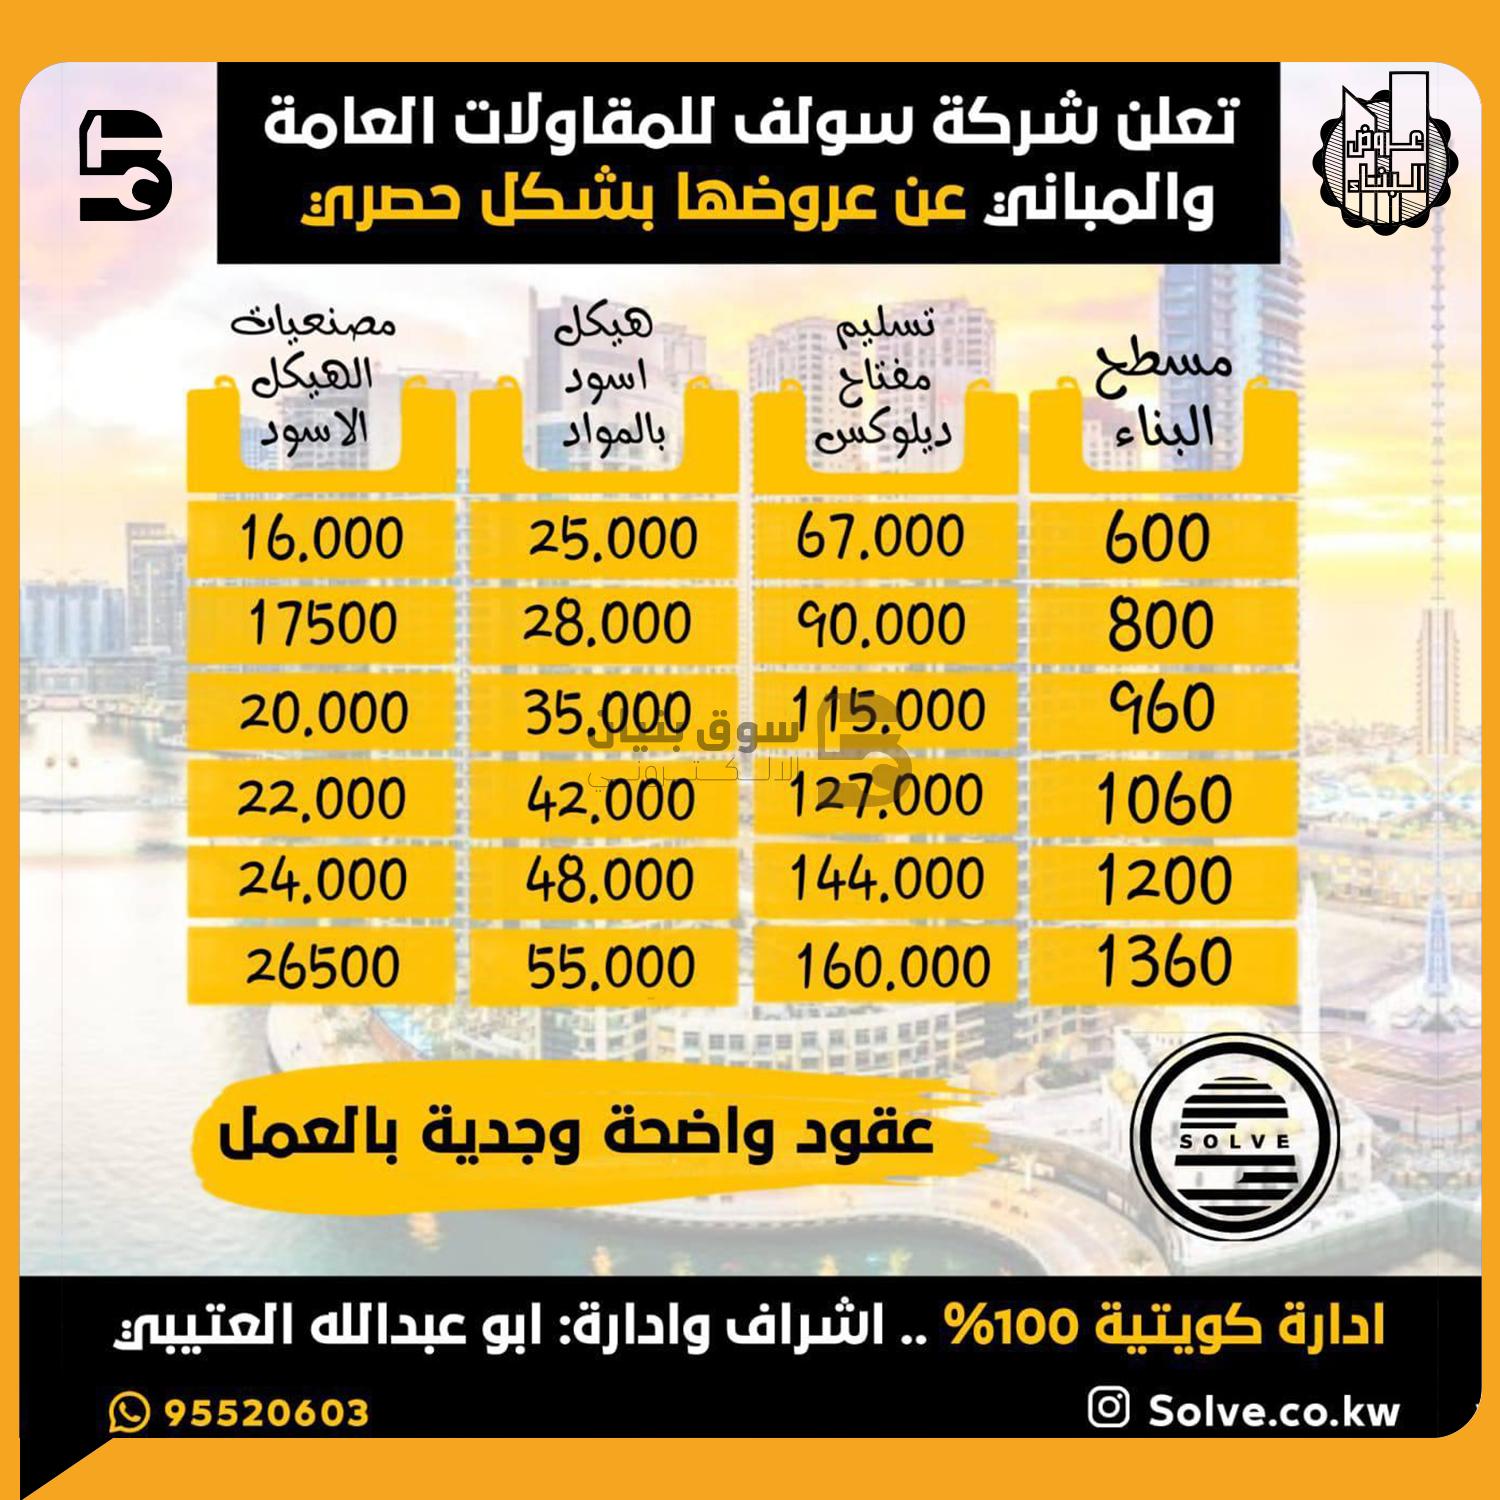 تعلن شركة سولف للمقاولات العامة
والمباني عن عروضها بشكل حصري
عروض
البناء
مسطح البناء	تسليم مفتاح ديلوكس	هيكل اسود بالمواد	مصنعيات الهيكل الاسود
600	67.000	25.000	16.000
800	90.000	28.000	17500
960	115.000	35.000	20.000
1060	127.000	42.000	22.000
1200	144.000	48.000	24.000
1360	160.000	55.000	26500
سوق بنيان
الالكتروني
عقود واضحة وجدية بالعمل
SOLVE
ادارة كويتية 100% .. اشراف وادارة: ابو عبدالله العتيبي
Solve.co.kw
95520603